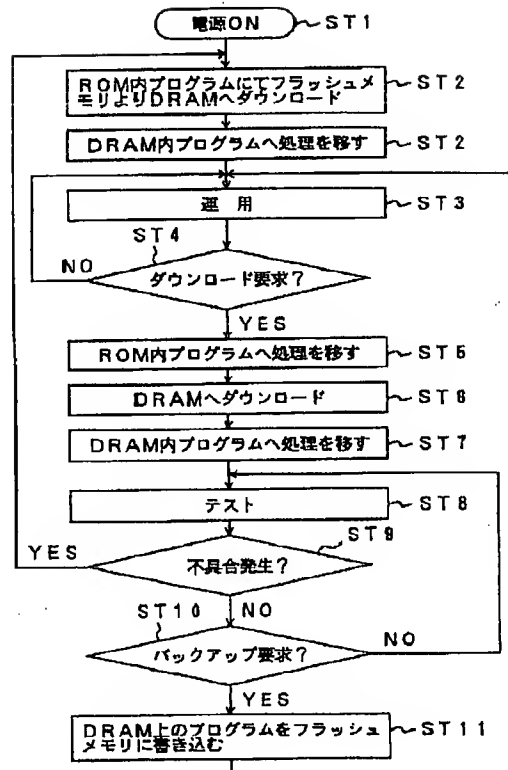 電源ON ST1
ROM内プログラムにてフラッシュメ
モリよりDRAMへダウンロード
ST2
DRAM内プログラムへ処理を移す ST2
運用 ST3
ST4
NO
ダウンロード要求?
YES
ROM内プログラムへ処理を移す ST5
DRAMへダウンロード ST6
DRAM内プログラムへ処理を移す ST7
テスト ST8
ST9
YES
不具合発生?
ST10
NO
バックアップ要求?
NO
YES
DRAM上のプログラムをフラッシュ
メモリに書き込む
ST11